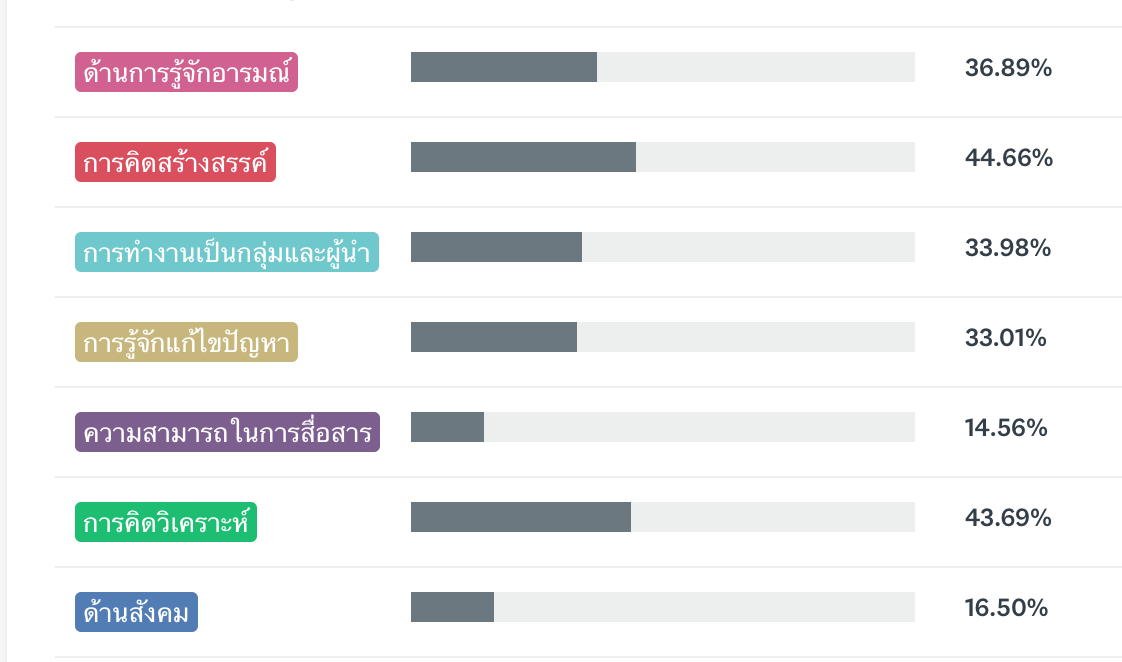 ด้านการรู้จักอารมณ์ 36.89%
การคิดสร้างสรรค์ 44.66%
การทำงานเป็นกลุ่มและผู้นำ 33.98%
การรู้จักแก้ไขปัญหา 33.01%
ความสามารถในการสื่อสาร 14.56%
การคิดวิเคราะห์ 43.69%
ด้านสังคม 16.50%